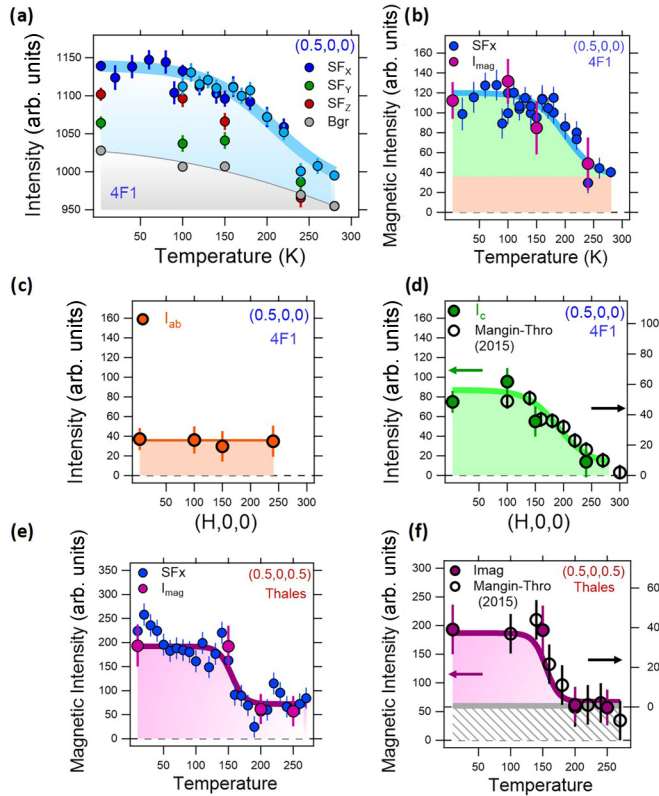 (a)
(0.5,0,0)
SFX
SFY
SFZ
Bgr
4F1
Intensity (arb. units)
1150
1100
1050
1000
950
0 50 100 150 200 250 300
Temperature (K)
(b)
SFx
Imag
(0.5,0,0)
4F1
Magnetic Intensity (arb. units)
160
140
120
100
80
60
40
20
0
50 100 150 200 250 300
Temperature (K)
(c)
Iab
(0.5,0,0)
4F1
Intensity (arb. units)
160
140
120
100
80
60
40
20
0
50 100 150 200 250 300
(H,0,0)
(d)
Ic
Mangin-Thro
(2015)
(0.5,0,0)
4F1
Intensity (arb. units)
160
140
120
100
80
60
40
20
0
100
80
60
40
20
0
50 100 150 200 250 300
(H,0,0)
(e)
SFx
Imag
(0.5,0,0.5)
Thales
Magnetic Intensity (arb. units)
350
300
250
200
150
100
50
0
50 100 150 200 250
Temperature
(f)
Imag
Mangin-Thro
(2015)
(0.5,0,0.5)
Thales
Magnetic Intensity (arb. units)
300
250
200
150
100
50
0
60
40
20
0
50 100 150 200 250
Temperature